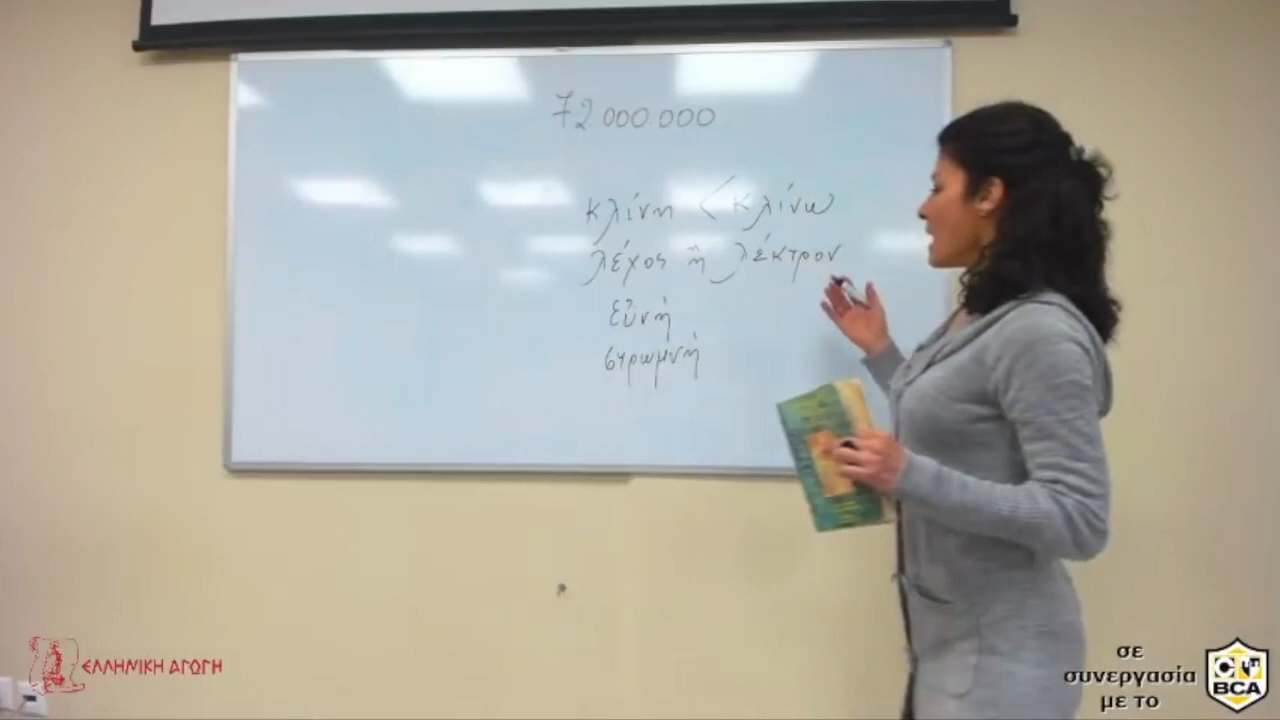 72.000.000
κλίνη < κλίνω
λέχος ἢ λέκτρον
εὐνή
στρωμνή
ΕΛΛΗΝΙΚΗ ΑΓΩΓΗ
σε
συνεργασία
με το
BCA